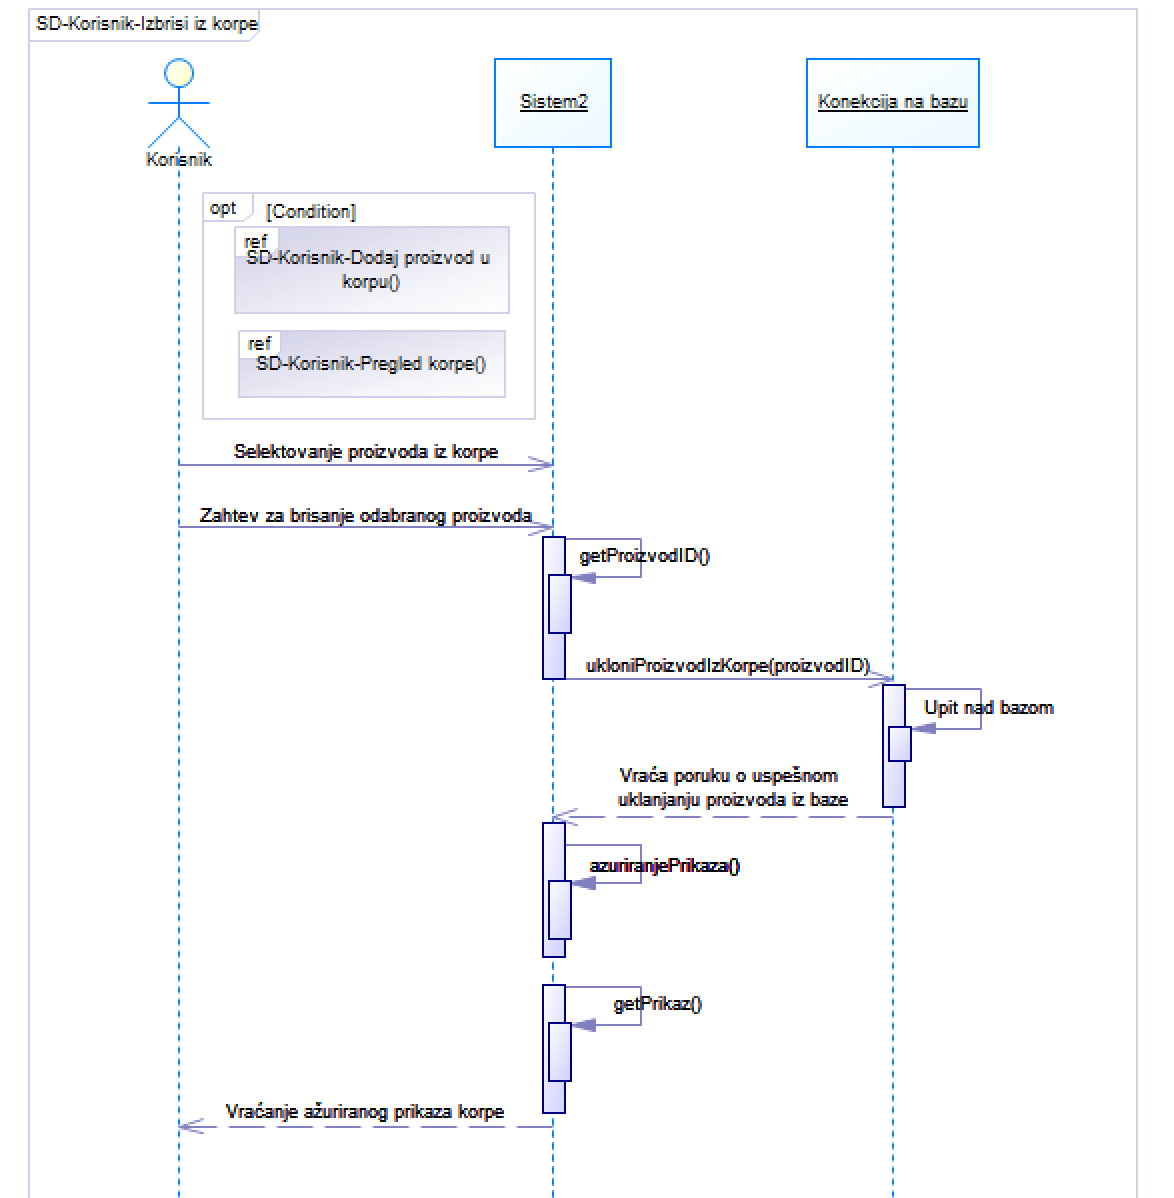 SD-Korisnik-Izbrisi iz korpe
Korisnik
Sistem2
Konekcija na bazu
opt
[Condition]
ref
SD-Korisnik-Dodaj proizvod u
korpu()
ref
SD-Korisnik-Pregled korpe()
Selektovanje proizvoda iz korpe
Zahtev za brisanje odabranog proizvoda
getProizvodID()
ukloniProizvodIzKorpe(proizvodID)
Upit nad bazom
Vraća poruku o uspešnom
uklanjanju proizvoda iz baze
azuriranjePrikaza()
getPrikaz()
Vraćanje ažuriranog prikaza korpe